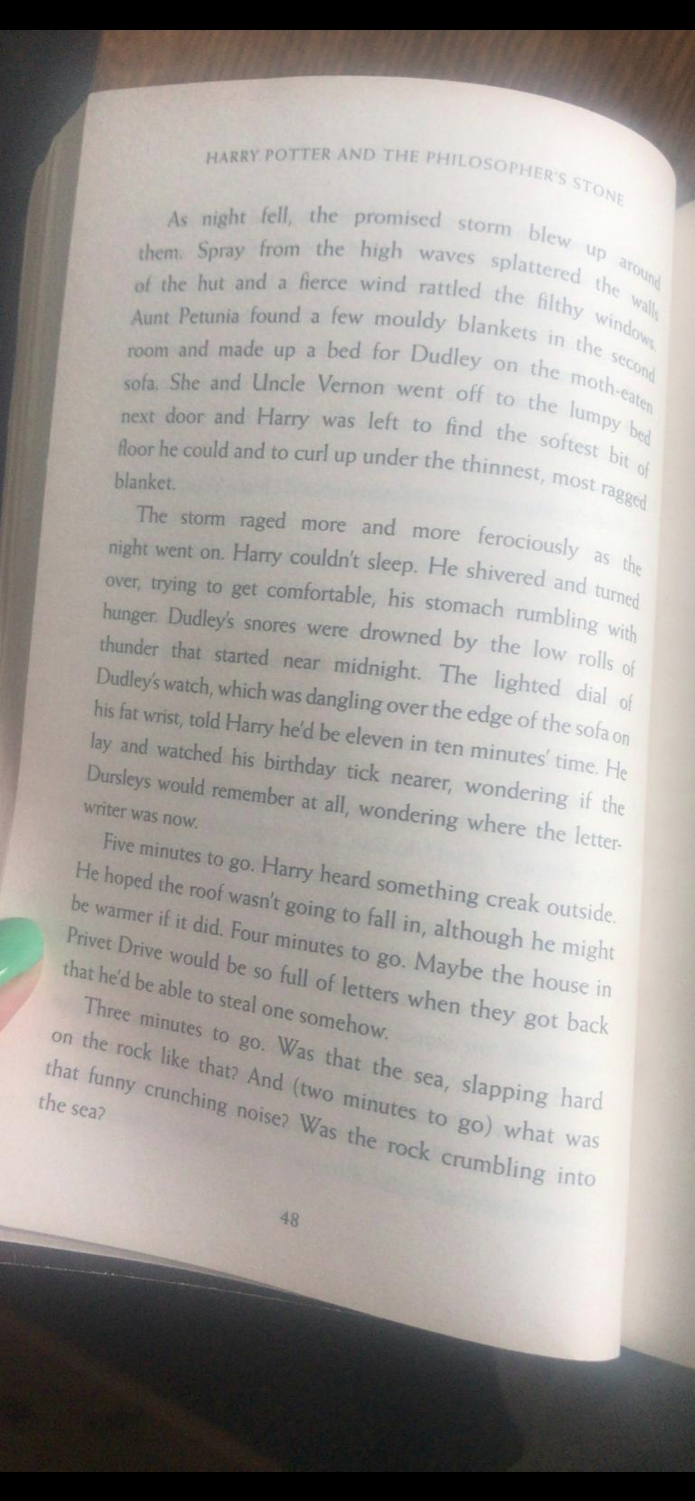 HARRY POTTER AND THE PHILOSOPHER'S STONE
As night fell, the promised storm blew up around
them. Spray from the high waves splattered the walls
of the hut and a fierce wind rattled the filthy windows.
Aunt Petunia found a few mouldy blankets in the second
room and made up a bed for Dudley on the moth-eaten
sofa. She and Uncle Vernon went off to the lumpy bed
next door and Harry was left to find the softest bit of
floor he could and to curl up under the thinnest, most ragged
blanket.
The storm raged more and more ferociously as the
night went on. Harry couldn't sleep. He shivered and turned
over, trying to get comfortable, his stomach rumbling with
hunger. Dudley's snores were drowned by the low rolls of
thunder that started near midnight. The lighted dial of
Dudley's watch, which was dangling over the edge of the sofa on
his fat wrist, told Harry he'd be eleven in ten minutes' time. He
lay and watched his birthday tick nearer, wondering if the
Dursleys would remember at all, wondering where the letter-
writer was now.
Five minutes to go. Harry heard something creak outside.
He hoped the roof wasn't going to fall in, although he might
be warmer if it did. Four minutes to go. Maybe the house in
Privet Drive would be so full of letters when they got back
that he'd be able to steal one somehow.
Three minutes to go. Was that the sea, slapping hard
on the rock like that? And (two minutes to go) what was
that funny crunching noise? Was the rock crumbling into
the sea?
48